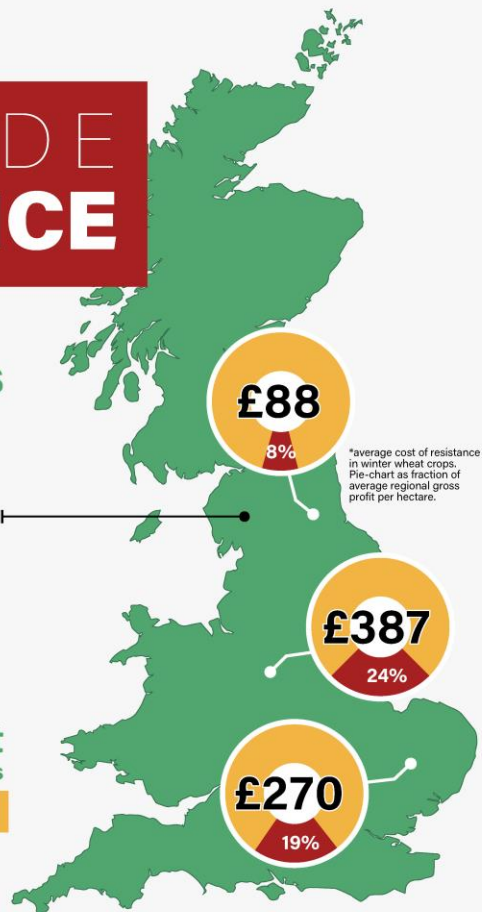 DE
CE
£88
8%
*average cost of resistance
in winter wheat crops.
Pie-chart as fraction of
average regional gross
profit per hectare.
£387
24%
£270
19%